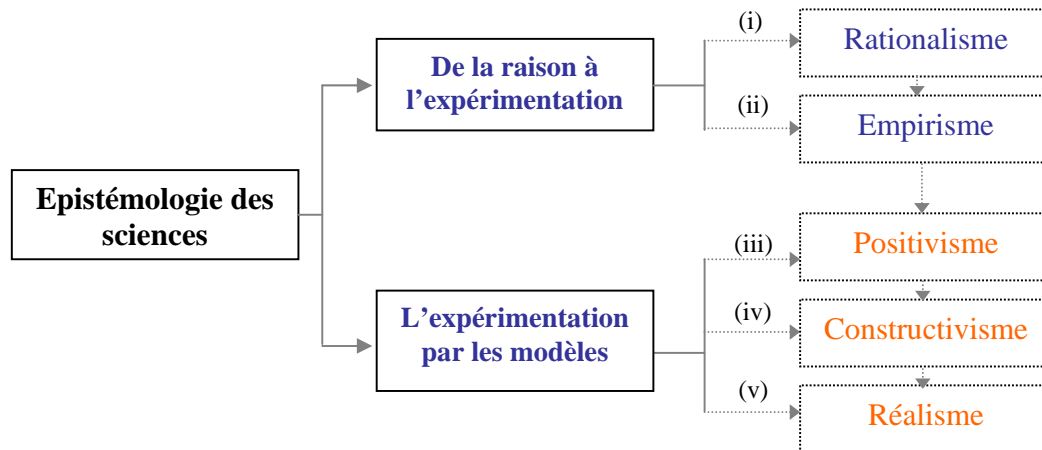 Epistémologie des
sciences
De la raison à
l'expérimentation
(i)
Rationalisme
(ii)
Empirisme
L'expérimentation
par les modèles
(iii)
Positivisme
(iv)
Constructivisme
(v)
Réalisme